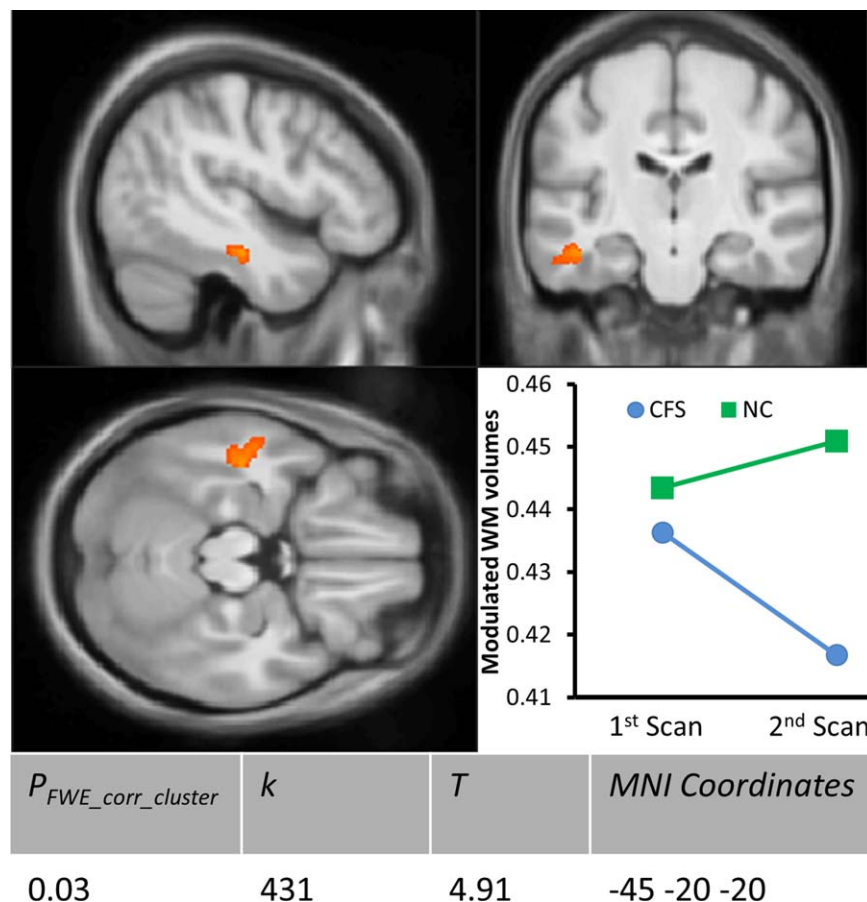 0.46
CFS NC
0.45
0.44
0.43
0.42
0.41
Modulated WM volumes
1st Scan 2nd Scan
PFWE_corr_cluster k T MNI Coordinates
0.03 431 4.91 -45 -20 -20